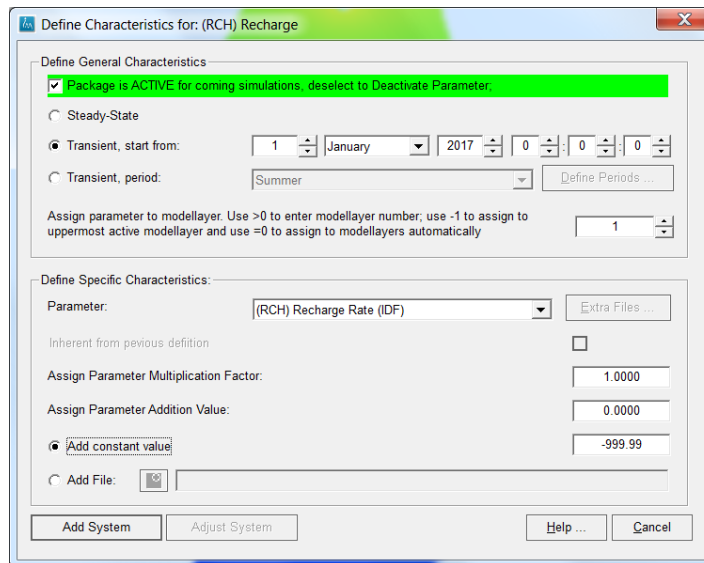 Define Characteristics for: (RCH) Recharge
Define General Characteristics
Package is ACTIVE for coming simulations, deselect to Deactivate Parameter;
Steady-State
Transient, start from: 1 January 2017 0 : 0 : 0
Transient, period: Summer Define Periods ...
Assign parameter to modellayer. Use >0 to enter modellayer number; use -1 to assign to
uppermost active modellayer and use =0 to assign to modellayers automatically 1
Define Specific Characteristics:
Parameter: (RCH) Recharge Rate (IDF) Extra Files ...
Inherent from pevious defiition
Assign Parameter Multiplication Factor: 1.0000
Assign Parameter Addition Value: 0.0000
Add constant value -999.99
Add File:
Add System Adjust System Help ... Cancel